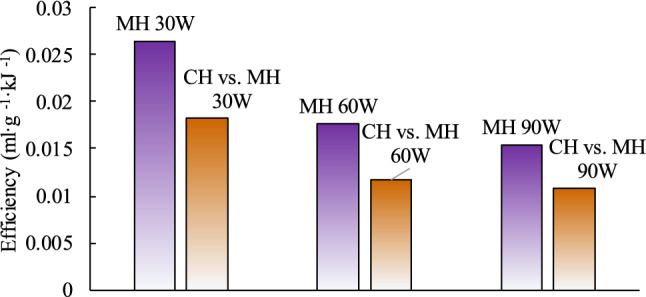 0.03
0.025
0.02
0.015
0.01
0.005
0
Efficiency (ml·g -1·kJ -1)
MH 30W
CH vs. MH
30W
MH 60W
CH vs. MH
60W
MH 90W
CH vs. MH
90W